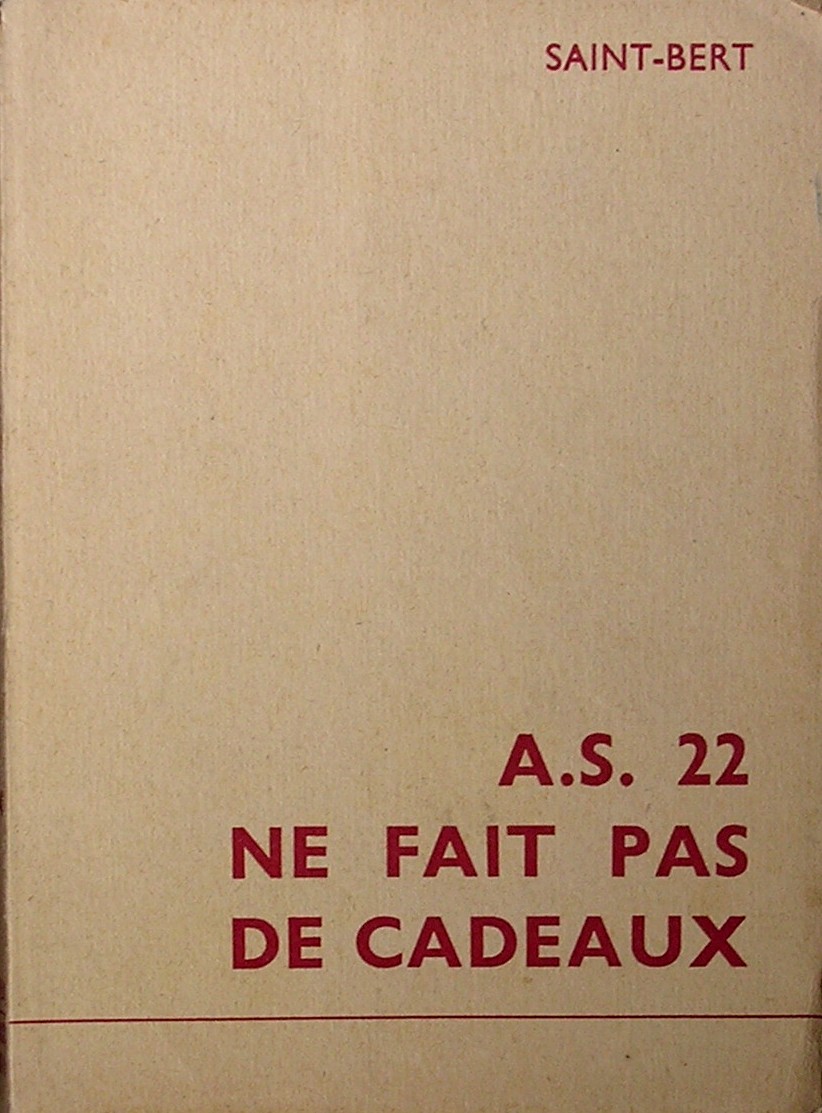 SAINT-BERT
A.S. 22
NE FAIT PAS
DE CADEAUX